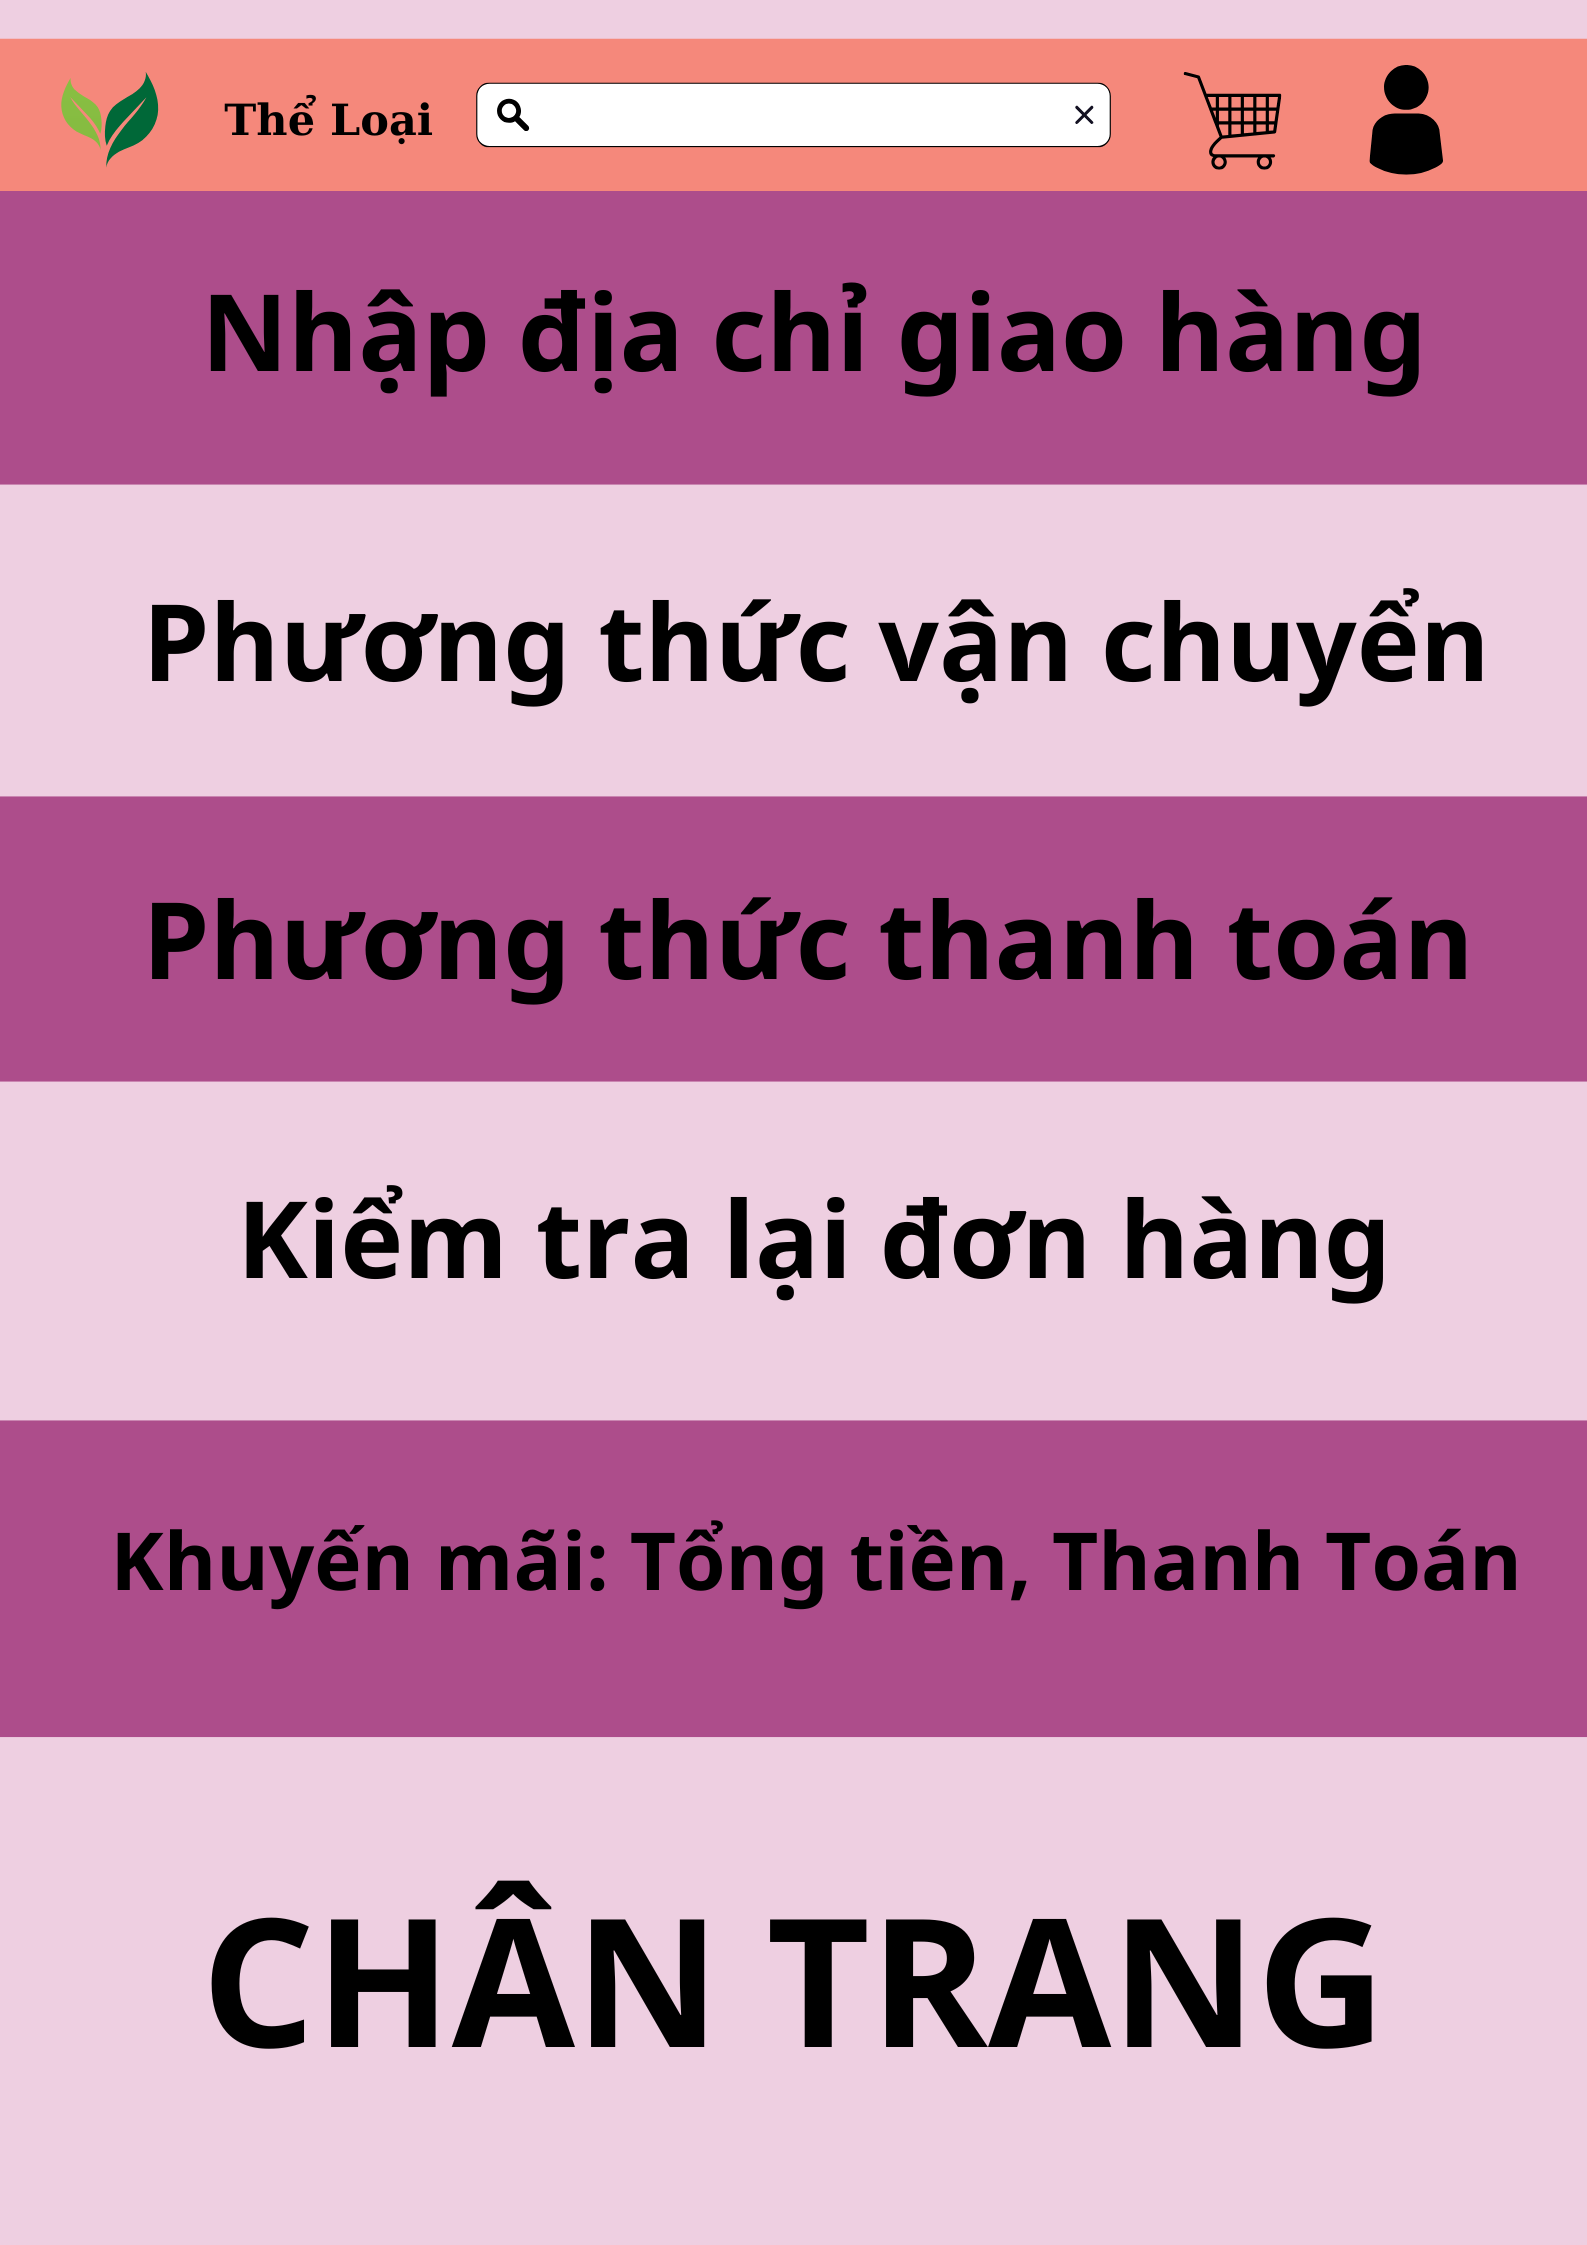 Thể Loại
Nhập địa chỉ giao hàng
Phương thức vận chuyển
Phương thức thanh toán
Kiểm tra lại đơn hàng
Khuyến mãi: Tổng tiền, Thanh Toán
CHÂN TRANG